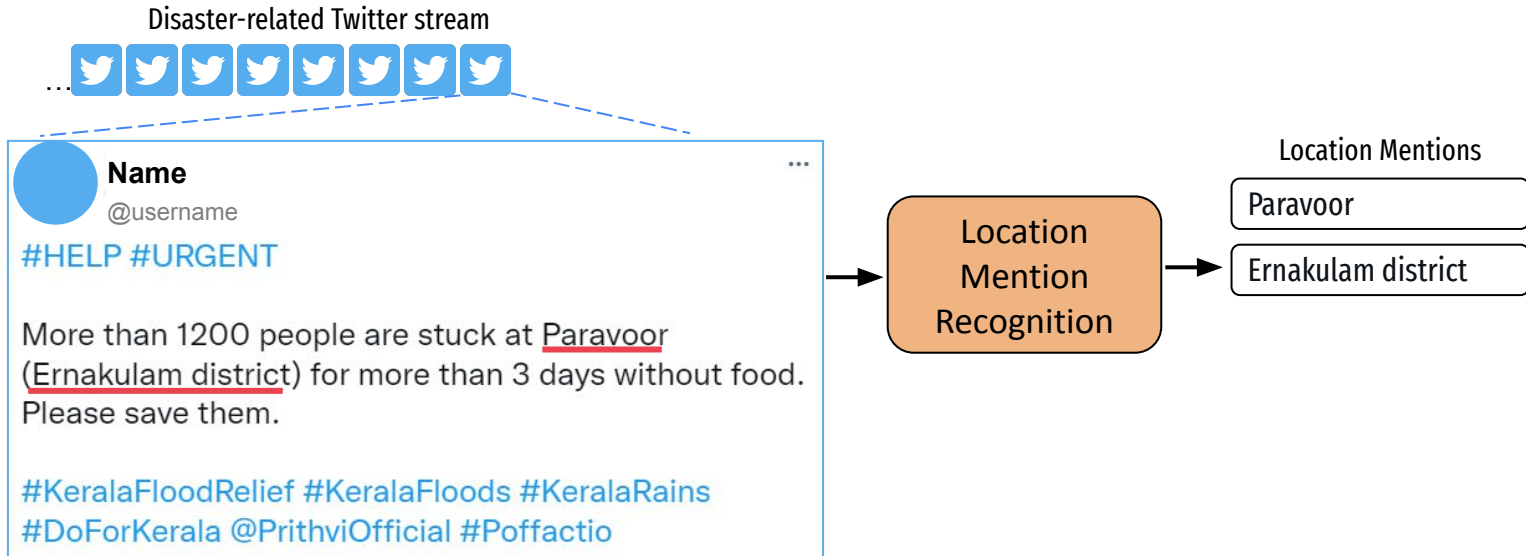 Disaster-related Twitter stream
...
Name
...
@username
#HELP #URGENT
More than 1200 people are stuck at Paravoor
(Ernakulam district) for more than 3 days without food.
Please save them.
#KeralaFloodRelief #KeralaFloods #KeralaRains
#DoForKerala @PrithviOfficial #Poffactio
Location
Mention
Recognition
Location Mentions
Paravoor
Ernakulam district